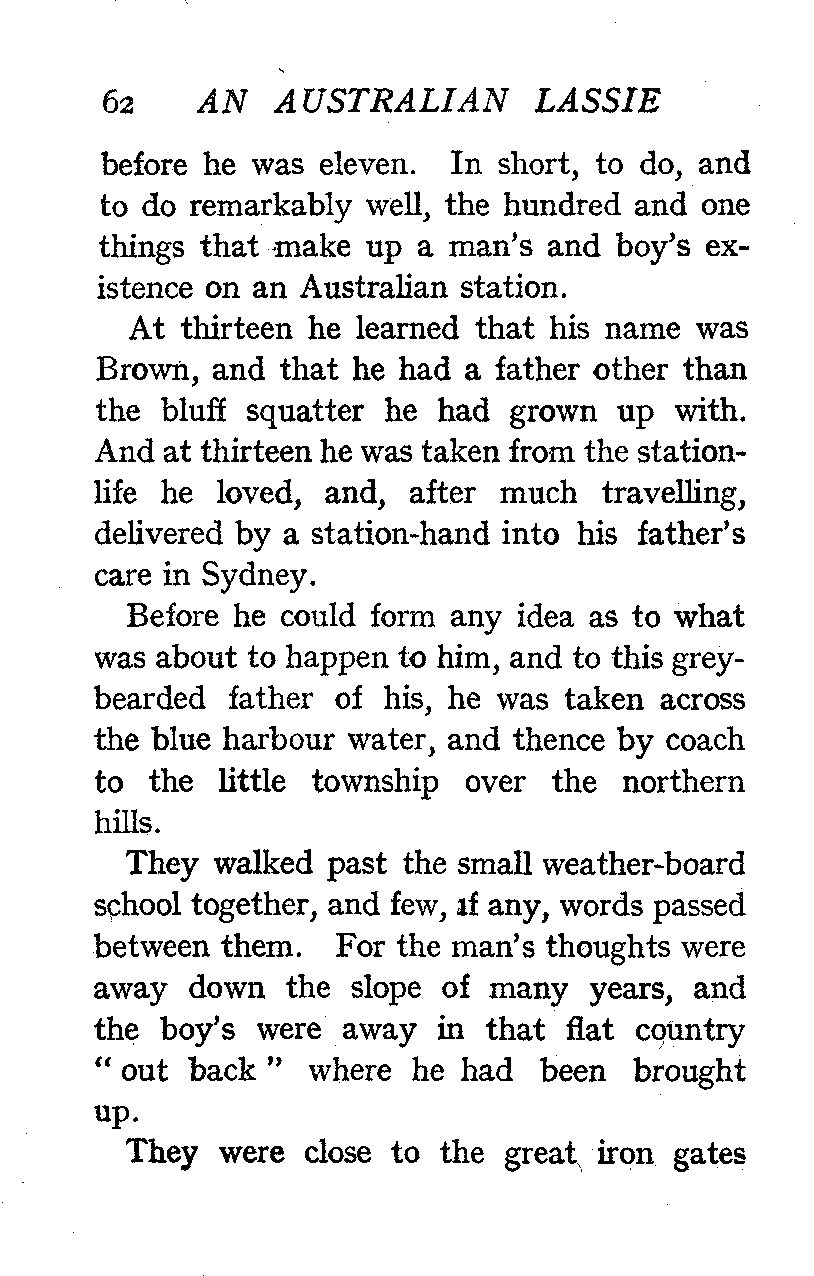 62 AN AUSTRALIAN LASSIE
before he was eleven. In short, to do, and
to do remarkably well, the hundred and one
things that make up a man's and boy's ex-
istence on an Australian station.
At thirteen he learned that his name was
Brown, and that he had a father other than
the bluff squatter he had grown up with.
And at thirteen he was taken from the station-
life he loved, and, after much travelling,
delivered by a station-hand into his father's
care in Sydney.
Before he could form any idea as to what
was about to happen to him, and to this grey-
bearded father of his, he was taken across
the blue harbour water, and thence by coach
to the little township over the northern
hills.
They walked past the small weather-board
school together, and few, if any, words passed
between them. For the man's thoughts were
away down the slope of many years, and
the boy's were away in that flat country
“ out back ” where he had been brought
up.
They were close to the great iron gates